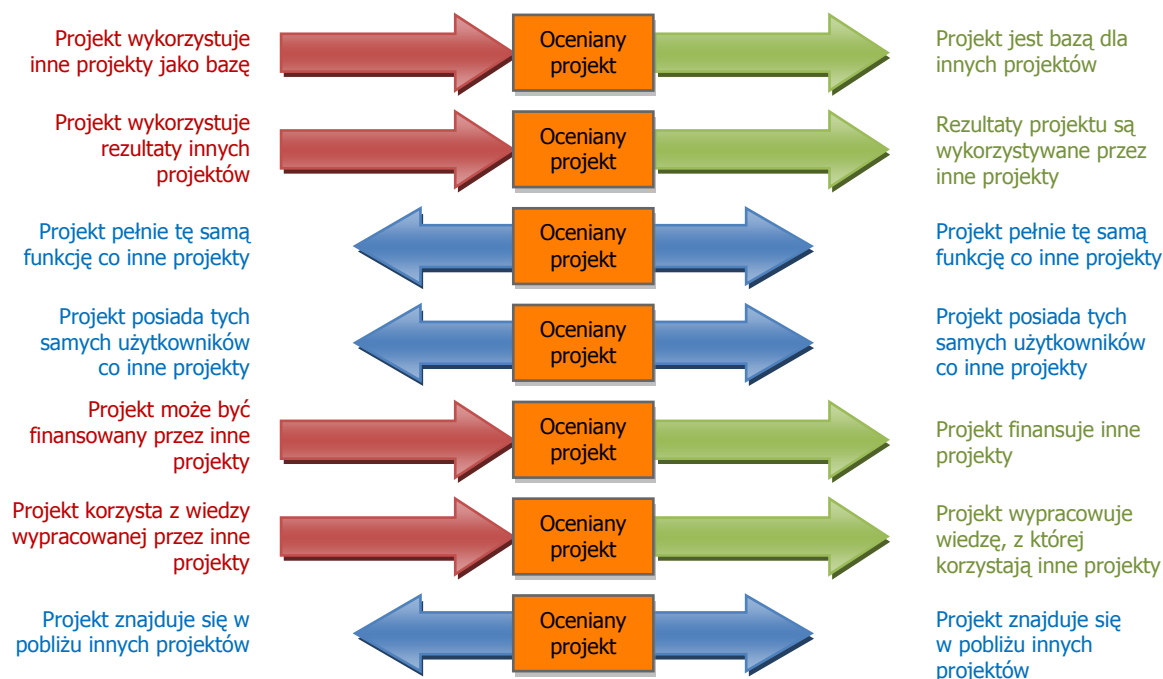 Projekt wykorzystuje
inne projekty jako bazę
Oceniany
projekt
Projekt jest bazą dla
innych projektów
Projekt wykorzystuje
rezultaty innych
projektów
Oceniany
projekt
Rezultaty projektu są
wykorzystywane przez
inne projekty
Projekt pełnie tę samą
funkcję co inne projekty
Oceniany
projekt
Projekt pełnie tę samą
funkcję co inne projekty
Projekt posiada tych
samych użytkowników
co inne projekty
Oceniany
projekt
Projekt posiada tych
samych użytkowników
co inne projekty
Projekt może być
finansowany przez inne
projekty
Oceniany
projekt
Projekt finansuje inne
projekty
Projekt korzysta z wiedzy
wypracowanej przez inne
projekty
Oceniany
projekt
Projekt wypracowuje
wiedzę, z której
korzystają inne projekty
Projekt znajduje się w
pobliżu innych projektów
Oceniany
projekt
Projekt znajduje się
w pobliżu innych
projektów